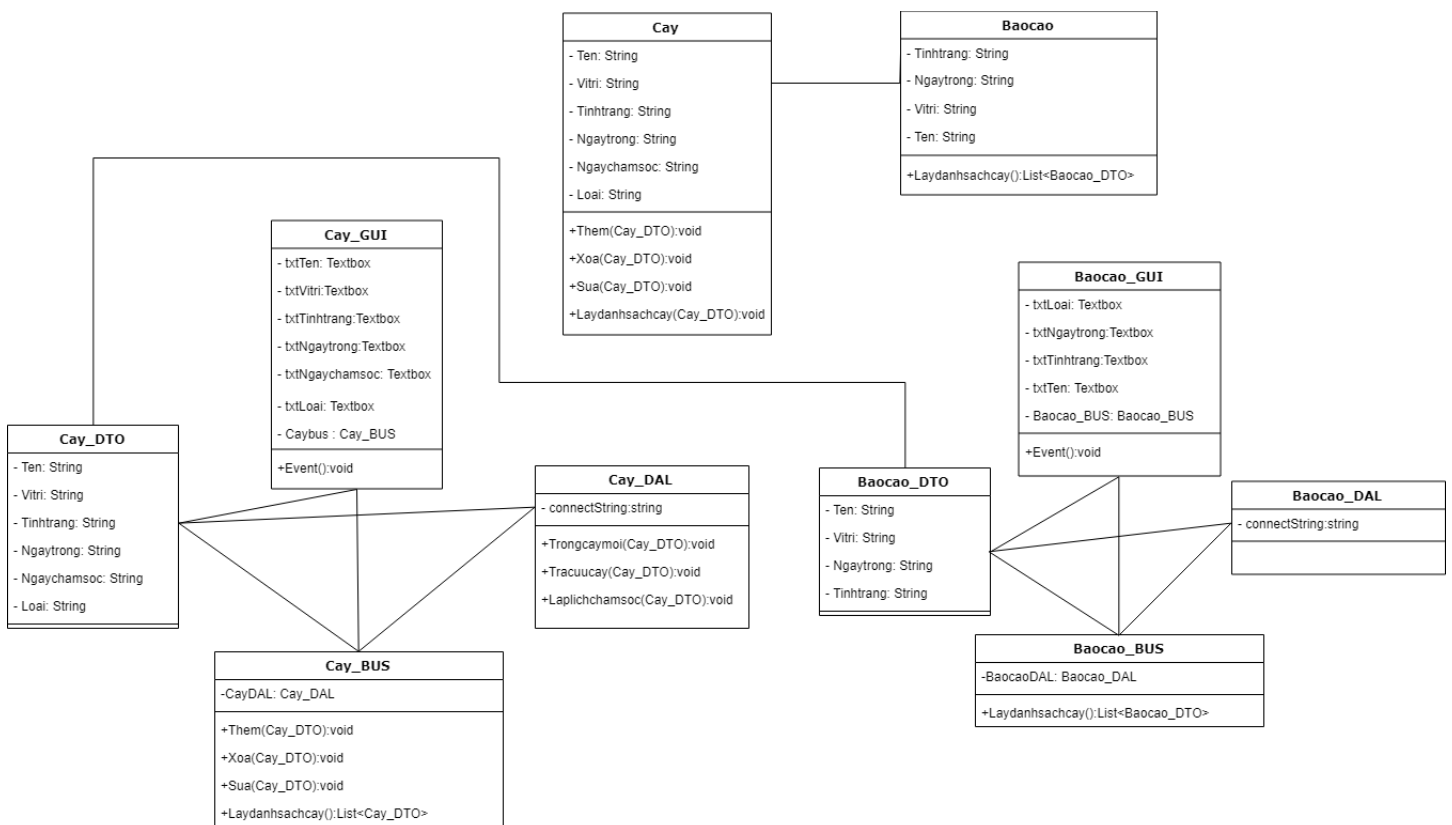 Cay
- Ten: String
- Vitri: String
- Tinhtrang: String
- Ngaytrong: String
- Ngaychamsoc: String
- Loai: String
+Them(Cay_DTO):void
+Xoa(Cay_DTO):void
+Sua(Cay_DTO):void
+Laydanhsachcay(Cay_DTO):void
Baocao
- Tinhtrang: String
- Ngaytrong: String
- Vitri: String
- Ten: String
+Laydanhsachcay():List<Baocao_DTO>
Cay_GUI
- txtTen: Textbox
- txtVitri:Textbox
- txtTinhtrang:Textbox
- txtNgaytrong:Textbox
- txtNgaychamsoc: Textbox
- txtLoai: Textbox
- Caybus : Cay_BUS
+Event():void
Baocao_GUI
- txtLoai: Textbox
- txtNgaytrong:Textbox
- txtTinhtrang:Textbox
- txtTen: Textbox
- Baocao_BUS: Baocao_BUS
+Event():void
Cay_DTO
- Ten: String
- Vitri: String
- Tinhtrang: String
- Ngaytrong: String
- Ngaychamsoc: String
- Loai: String
Cay_DAL
- connectString:string
+Trongcaymoi(Cay_DTO):void
+Tracuucay(Cay_DTO):void
+Laplichchamsoc(Cay_DTO):void
Baocao_DTO
- Ten: String
- Vitri: String
- Ngaytrong: String
- Tinhtrang: String
Baocao_DAL
- connectString:string
Cay_BUS
-CayDAL: Cay_DAL
+Them(Cay_DTO):void
+Xoa(Cay_DTO):void
+Sua(Cay_DTO):void
+Laydanhsachcay():List<Cay_DTO>
Baocao_BUS
-BaocaoDAL: Baocao_DAL
+Laydanhsachcay():List<Baocao_DTO>